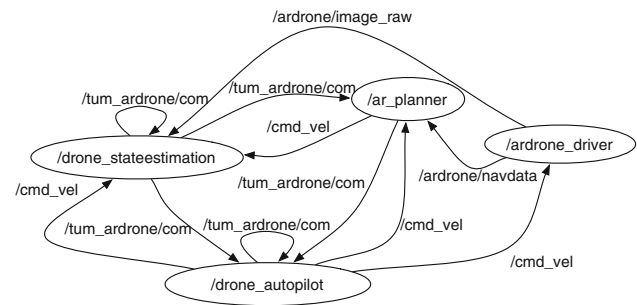 /ardrone/image_raw
/tum_ardrone/com
/tum_ardrone/com
/ar_planner
/cmd_vel
/ardrone_driver
/drone_stateestimation
/ardrone/navdata
/cmd_vel
/tum_ardrone/com
/tum_ardrone/com
/tum_ardrone/com
/cmd_vel
/cmd_vel
/drone_autopilot